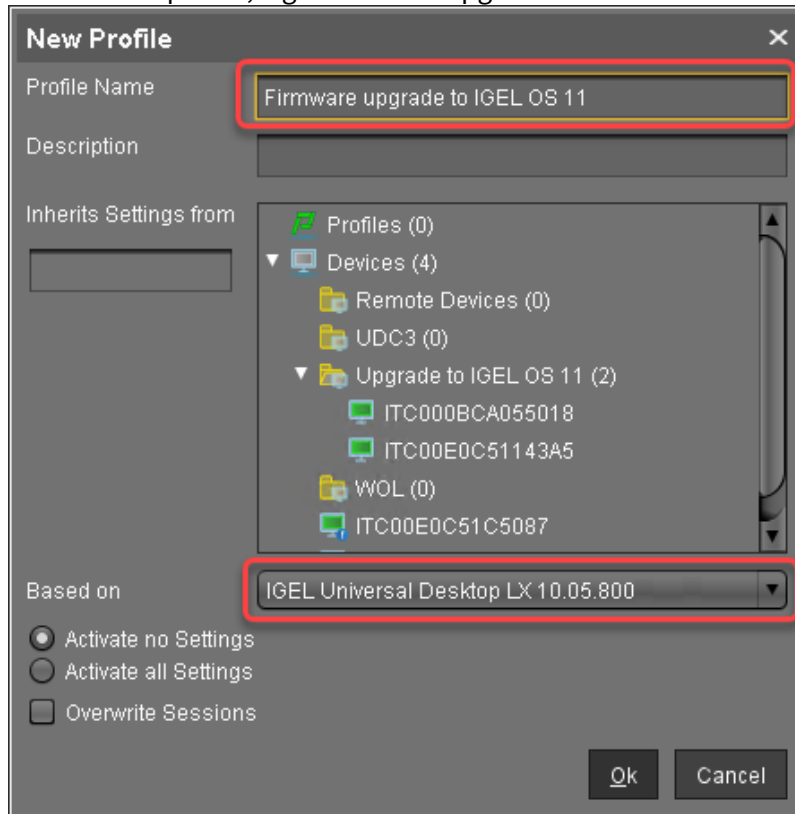 New Profile
Profile Name
Firmware upgrade to IGEL OS 11
Description
Inherits Settings from
Profiles (0)
Devices (4)
Remote Devices (0)
UDC3 (0)
Upgrade to IGEL OS 11 (2)
ITC000BCA055018
ITC00E0C51143A5
WOL (0)
ITC00E0C51C5087
Based on
IGEL Universal Desktop LX 10.05.800
Activate no Settings
Activate all Settings
Overwrite Sessions
Ok
Cancel